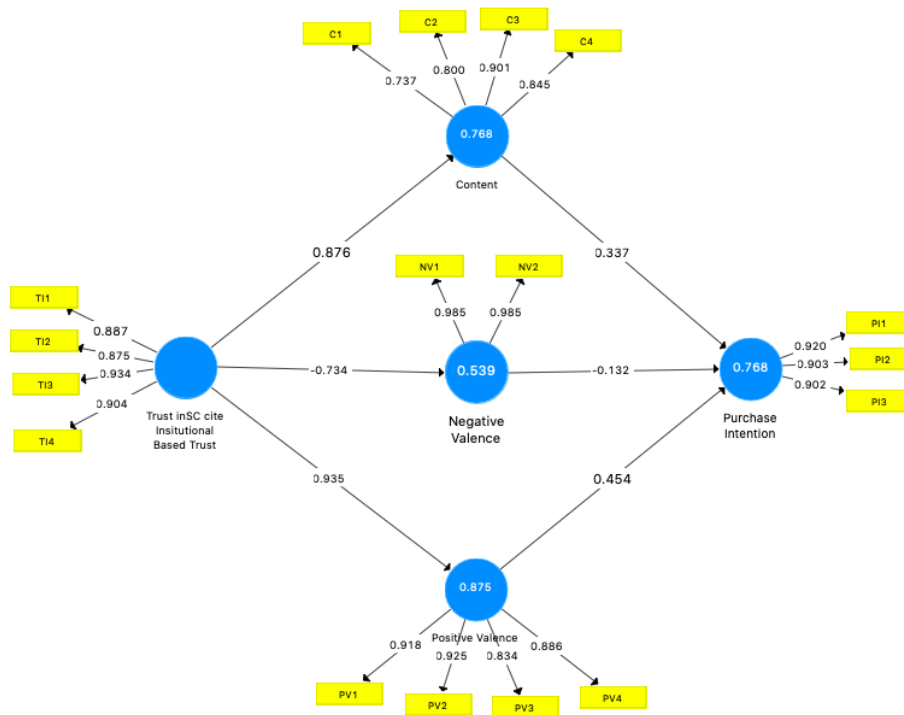 C1
C2
C3
C4
0.737
0.800
0.901
0.845
0.768
Content
0.876
0.337
NV1
NV2
0.985
0.985
TI1
TI2
TI3
TI4
0.887
0.875
0.934
0.904
Trust inSC cite
Insitutional
Based Trust
-0.734
0.539
Negative
Valence
-0.132
0.768
Purchase
Intention
0.920
0.903
0.902
PI1
PI2
PI3
0.935
0.454
0.875
Positive Valence
0.918
0.925
0.834
0.886
PV1
PV2
PV3
PV4